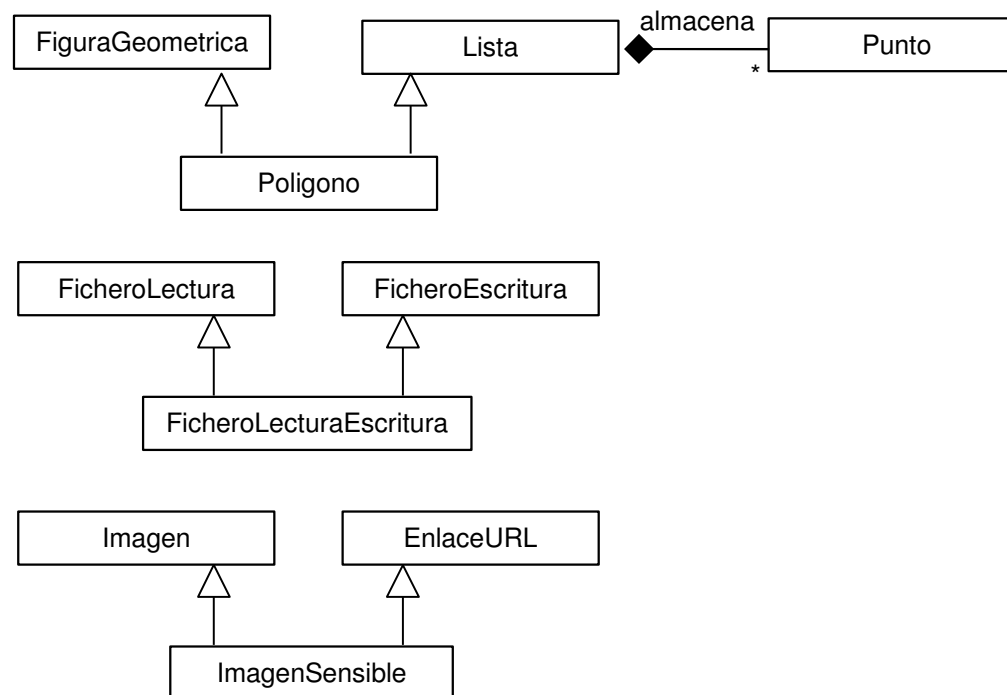 FiguraGeometrica
Lista
almacena
*
Punto
Poligono
FicheroLectura
FicheroEscritura
FicheroLecturaEscritura
Imagen
EnlaceURL
ImagenSensible